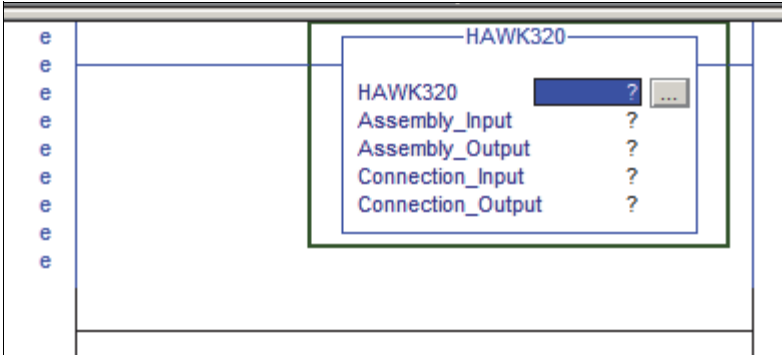 e
HAWK320
e
e
HAWK320 ? ...
e
Assembly_Input ?
e
Assembly_Output ?
e
Connection_Input ?
e
Connection_Output ?
e
e